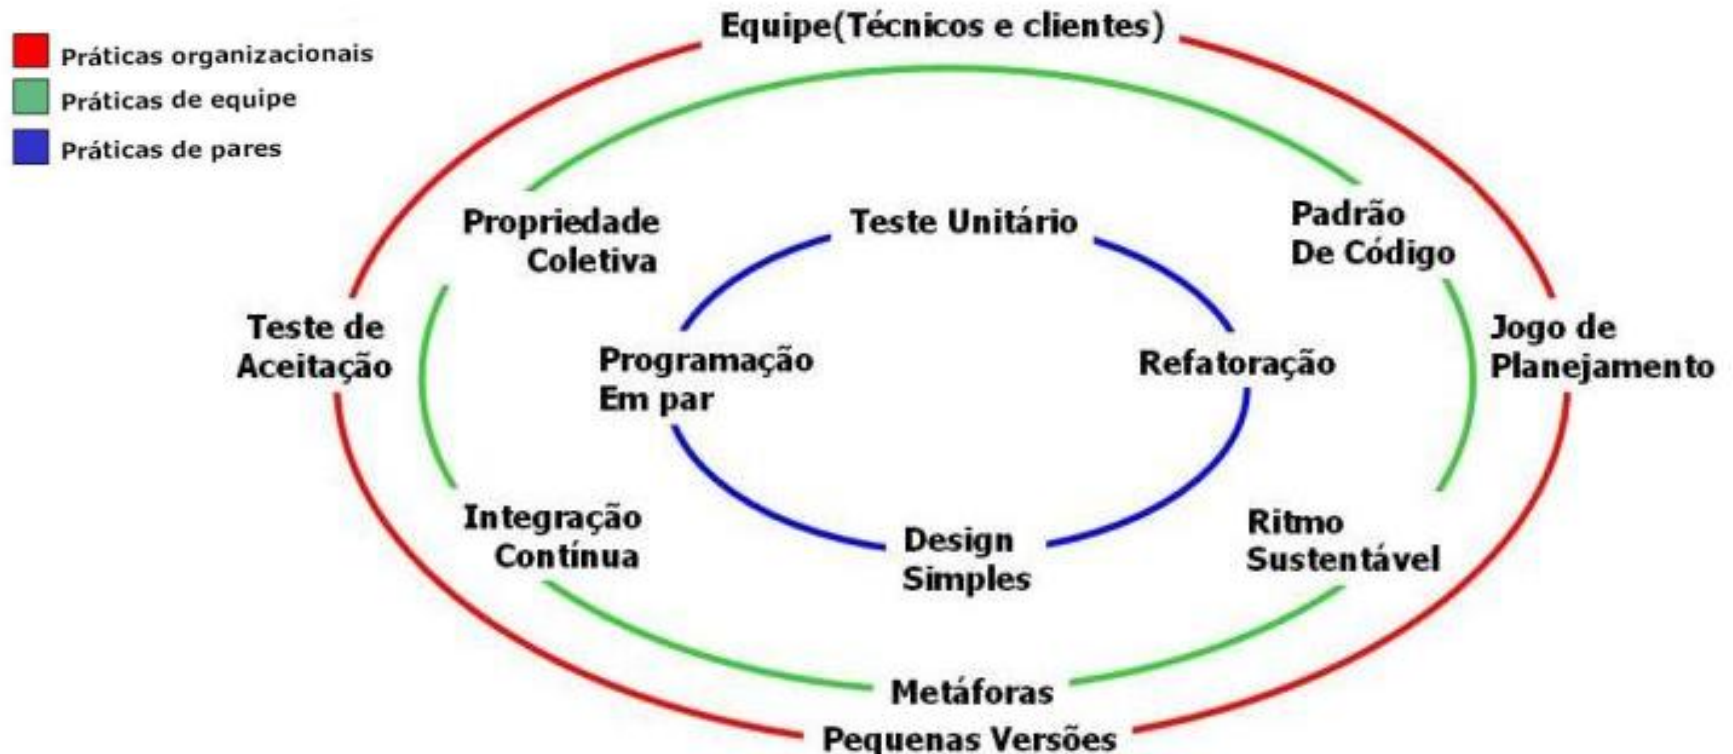 Equipe(Técnicos e clientes)
Práticas organizacionais
Práticas de equipe
Práticas de pares
Propriedade
Coletiva
Teste Unitário
Padrão
De Código
Teste de
Aceitação
Programação
Em par
Refatoração
Jogo de
Planejamento
Integração
Contínua
Design
Simples
Ritmo
Sustentável
Metáforas
Pequenas Versões